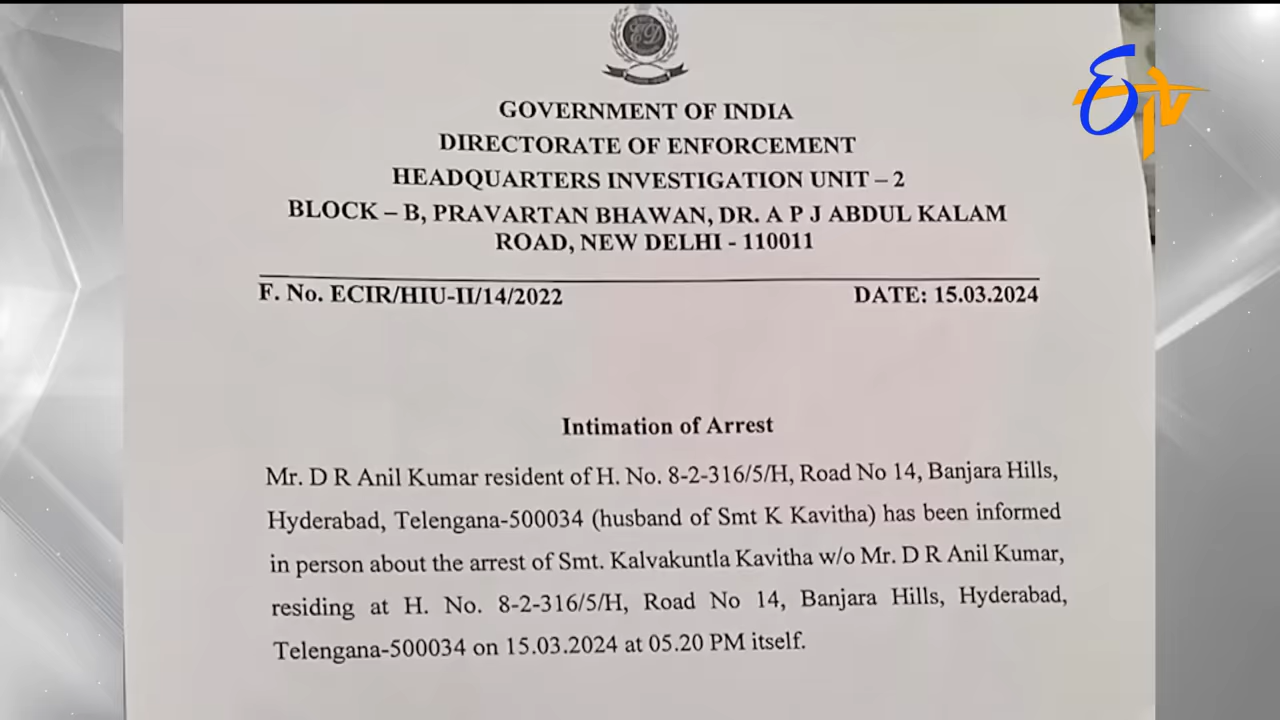 ED
ETV
GOVERNMENT OF INDIA
DIRECTORATE OF ENFORCEMENT
HEADQUARTERS INVESTIGATION UNIT – 2
BLOCK – B, PRAVARTAN BHAWAN, DR. A P J ABDUL KALAM
ROAD, NEW DELHI - 110011
F. No. ECIR/HIU-II/14/2022 DATE: 15.03.2024
Intimation of Arrest
Mr. D R Anil Kumar resident of H. No. 8-2-316/5/H, Road No 14, Banjara Hills,
Hyderabad, Telengana-500034 (husband of Smt K Kavitha) has been informed
in person about the arrest of Smt. Kalvakuntla Kavitha w/o Mr. D R Anil Kumar,
residing at H. No. 8-2-316/5/H, Road No 14, Banjara Hills, Hyderabad,
Telengana-500034 on 15.03.2024 at 05.20 PM itself.